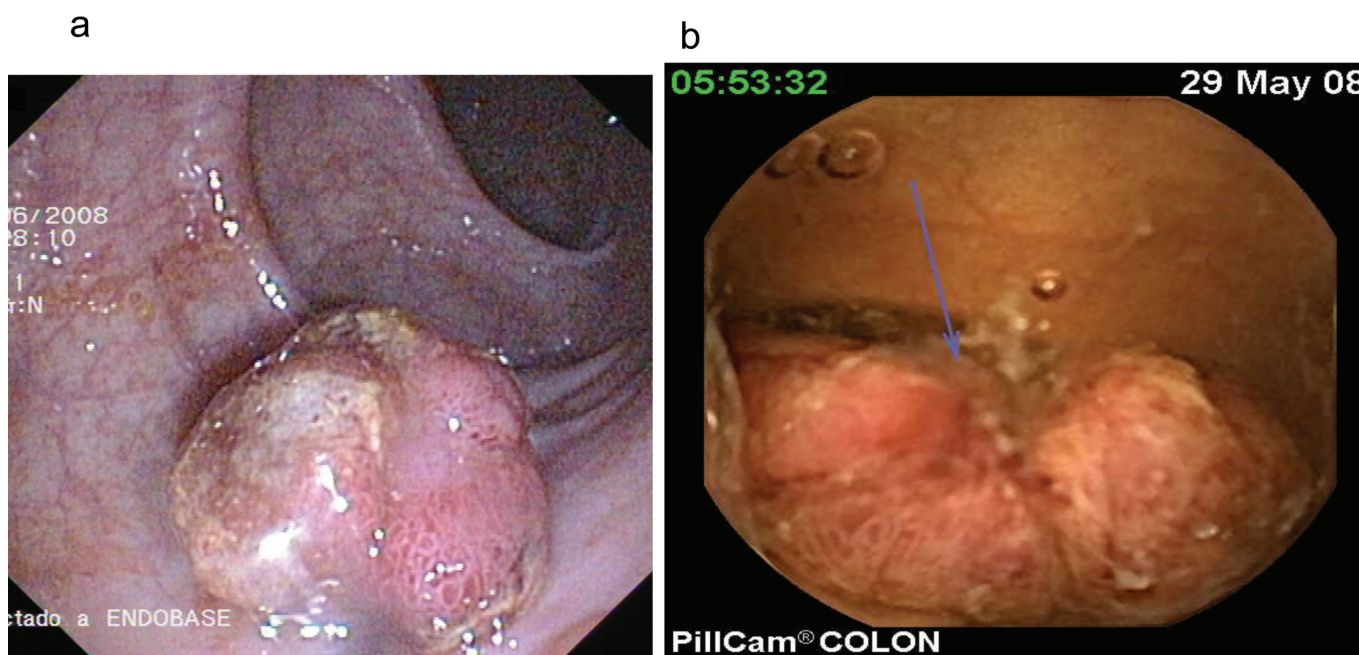 a
b
06/2008
28:10
1
:N
ctado a ENDOBASE
05:53:32
29 May 08
PillCam® COLON